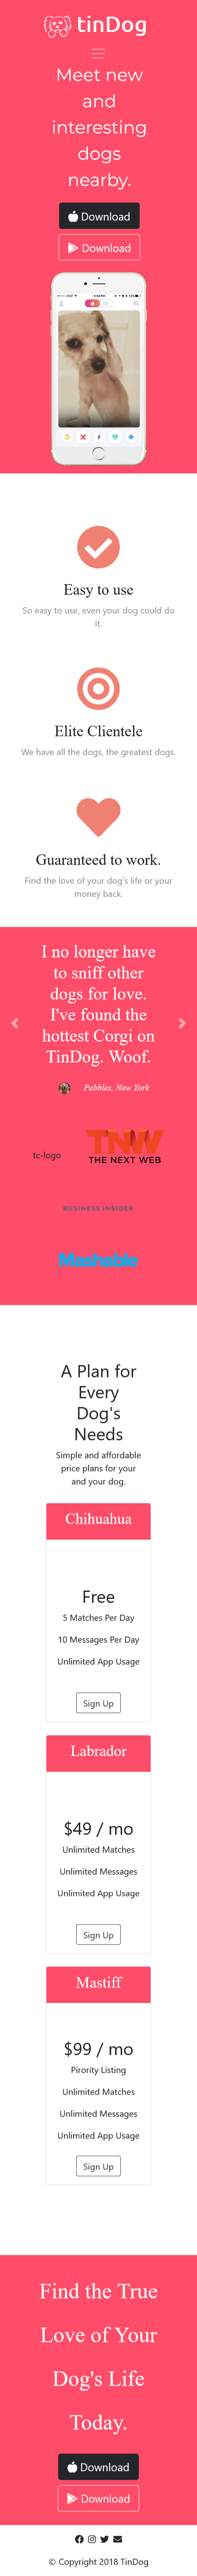 tinDog
Meet new
and
interesting
dogs
nearby.
Download
Download
Easy to use
So easy to use, even your dog could do
it.
Elite Clientele
We have all the dogs, the greatest dogs.
Guaranteed to work.
Find the love of your dog's life or your
money back.
I no longer have
to sniff other
dogs for love.
I've found the
hottest Corgi on
TinDog. Woof.
Pebbles, New York
tc-logo
TNW
THE NEXT WEB
BUSINESS INSIDER
Mashable
A Plan for
Every
Dog's
Needs
Simple and affordable
price plans for your
and your dog.
Chihuahua
Free
5 Matches Per Day
10 Messages Per Day
Unlimited App Usage
Sign Up
Labrador
$49 / mo
Unlimited Matches
Unlimited Messages
Unlimited App Usage
Sign Up
Mastiff
$99 / mo
Pirority Listing
Unlimited Matches
Unlimited Messages
Unlimited App Usage
Sign Up
Find the True
Love of Your
Dog's Life
Today.
Download
Download
© Copyright 2018 TinDog